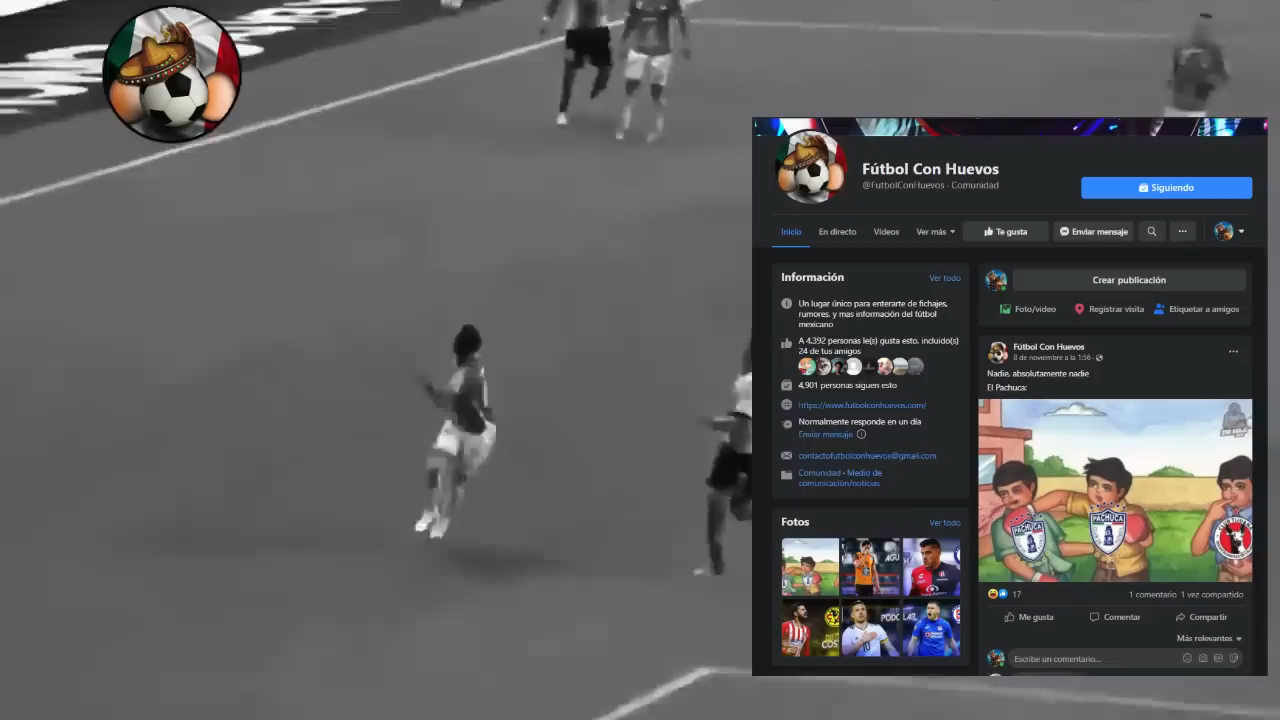 Fútbol Con Huevos
@FutbolConHuevos · Comunidad
Siguiendo
Inicio
En directo
Videos
Ver más
Te gusta
Enviar mensaje
Información
Ver todo
Un lugar único para enterarte de fichajes,
rumores, y mas información del fútbol
mexicano
A 4,392 personas le(s) gusta esto, incluido(s)
24 de tus amigos
4,901 personas siguen esto
https://www.futbolconhuevos.com/
Normalmente responde en un día
Enviar mensaje
contactofutbolconhuevos@gmail.com
Comunidad · Medio de
comunicación/noticias
Fotos
Ver todo
Crear publicación
Foto/video
Registrar visita
Etiquetar a amigos
Fútbol Con Huevos
8 de noviembre a la 1:56 ·
Nadie, absolutamente nadie
El Pachuca:
PACHUCA
PACHUCA
17
1 comentario 1 vez compartido
Me gusta
Comentar
Compartir
Más relevantes
Escribe un comentario...